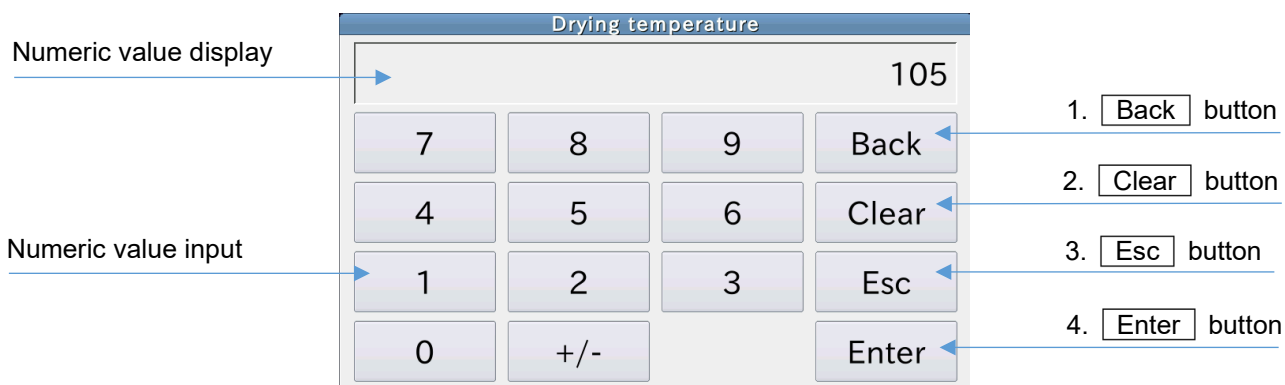 Drying temperature
Numeric value display
105
1. Back button
7 8 9 Back
2. Clear button
4 5 6 Clear
Numeric value input
3. Esc button
1 2 3 Esc
4. Enter button
0 +/- Enter